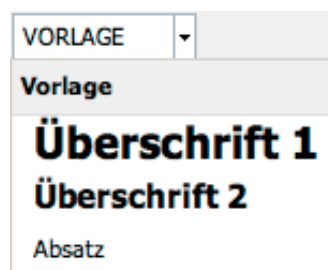 VORLAGE
Vorlage
Überschrift 1
Überschrift 2
Absatz